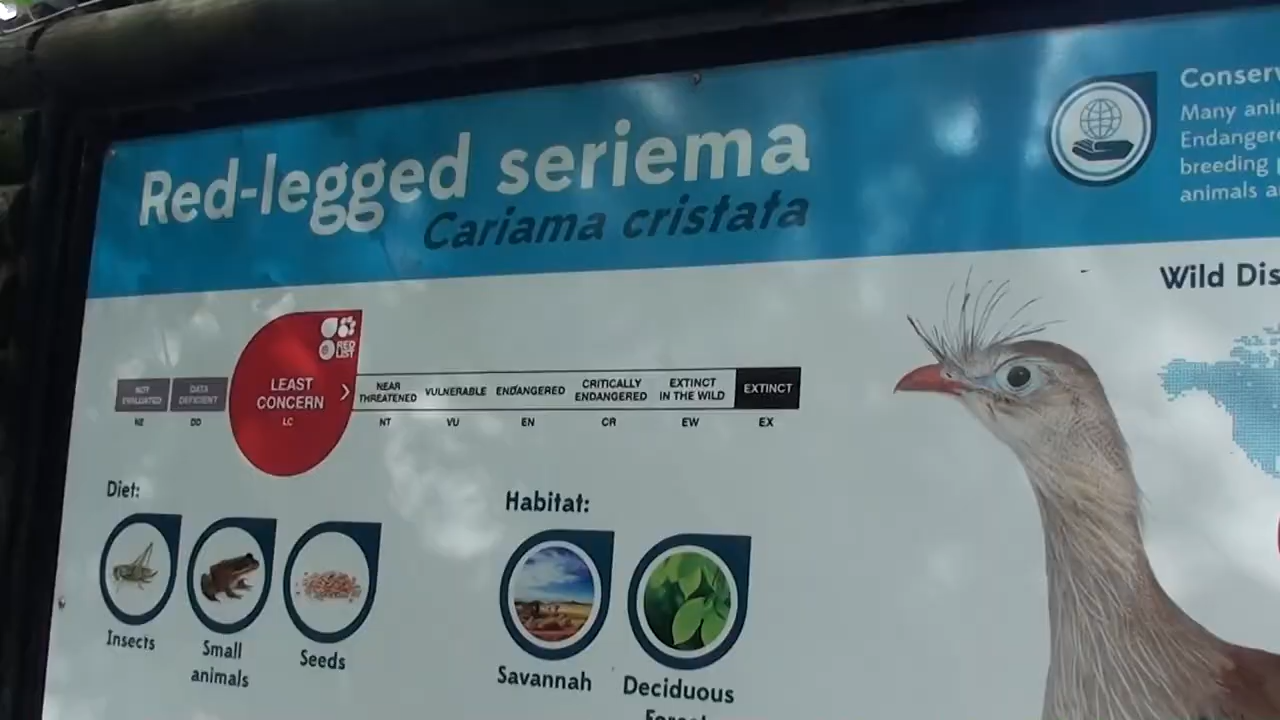 Red-legged seriema
Cariama cristata
Conserv
Many ani
Endangere
breeding
animals a
Wild Dis
RED
LIST
NOT
EVALUATED
DATA
DEFICIENT
LEAST
CONCERN
NEAR
THREATENED
VULNERABLE
ENDANGERED
CRITICALLY
ENDANGERED
EXTINCT
IN THE WILD
EXTINCT
NE
DD
LC
NT
VU
EN
CR
EW
EX
Diet:
Habitat:
Insects
Small
animals
Seeds
Savannah
Deciduous
Forest